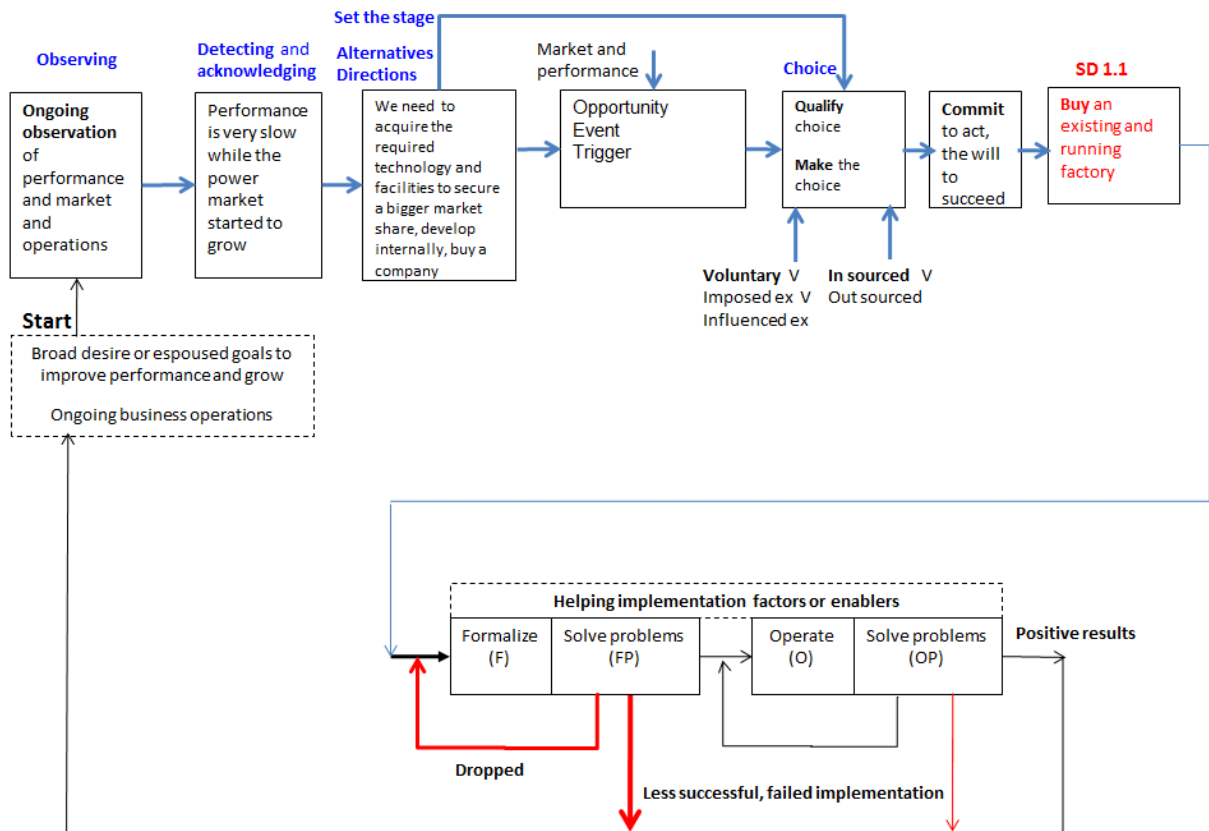 Set the stage
Observing
Detecting and
acknowledging
Alternatives
Directions
Market and
performance
Choice
SD 1.1
Ongoing
observation
of
performance
and market
and
operations
Performance
is very slow
while the
power
market
started to
grow
We need to
acquire the
required
technology and
facilities to secure
a bigger market
share, develop
internally, buy a
company
Opportunity
Event
Trigger
Qualify
choice
Make the
choice
Commit
to act,
the will
to
succeed
Buy an
existing and
running
factory
Voluntary V
Imposed ex V
Influenced ex
In sourced V
Out sourced
Start
Broad desire or espoused goals to
improve performance and grow
Ongoing business operations
Helping implementation factors or enablers
Formalize
(F)
Solve problems
(FP)
Operate
(O)
Solve problems
(OP)
Positive results
Dropped
Less successful, failed implementation